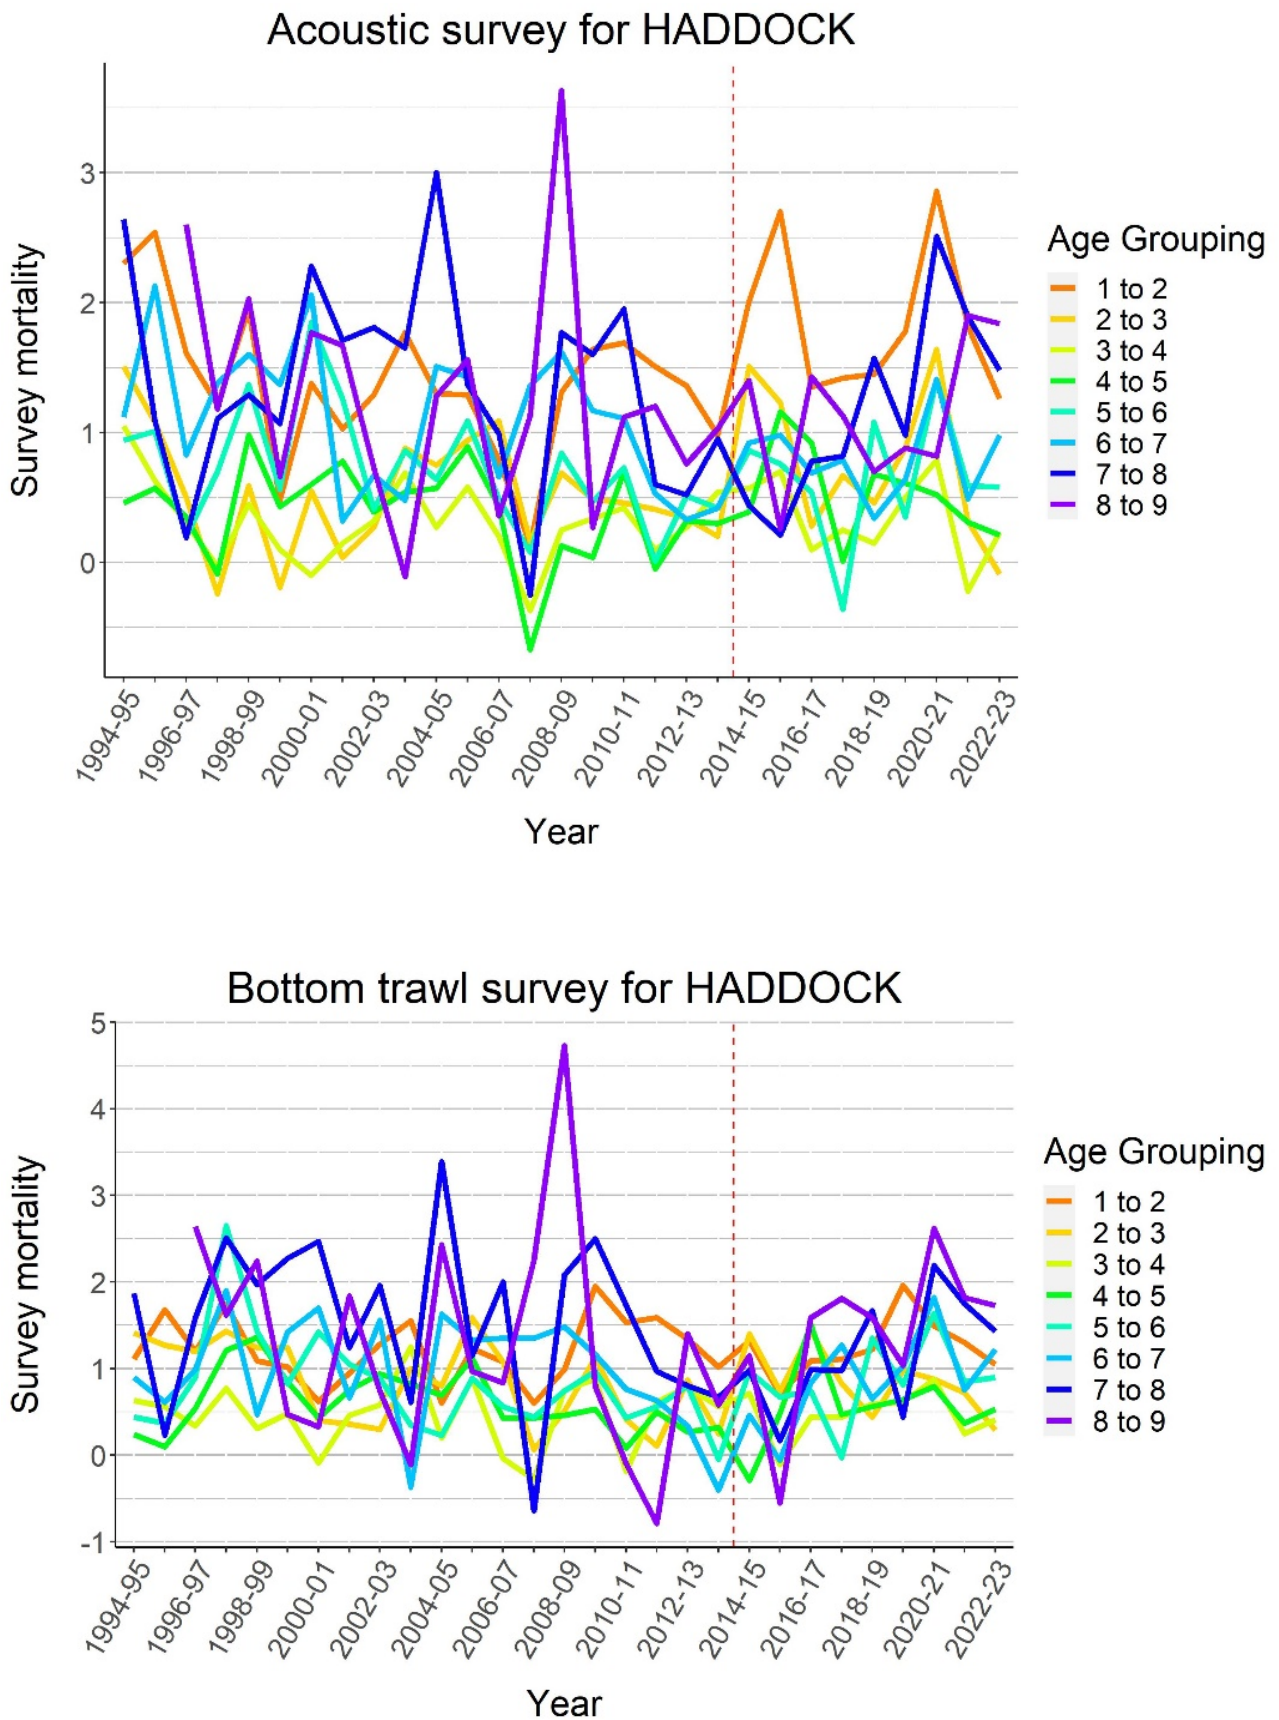 Acoustic survey for HADDOCK
Survey mortality
3
2
1
0
1994-95
1996-97
1998-99
2000-01
2002-03
2004-05
2006-07
2008-09
2010-11
2012-13
2014-15
2016-17
2018-19
2020-21
2022-23
Year
Age Grouping
1 to 2
2 to 3
3 to 4
4 to 5
5 to 6
6 to 7
7 to 8
8 to 9
Bottom trawl survey for HADDOCK
Survey mortality
5
4
3
2
1
0
-1
1994-95
1996-97
1998-99
2000-01
2002-03
2004-05
2006-07
2008-09
2010-11
2012-13
2014-15
2016-17
2018-19
2020-21
2022-23
Year
Age Grouping
1 to 2
2 to 3
3 to 4
4 to 5
5 to 6
6 to 7
7 to 8
8 to 9